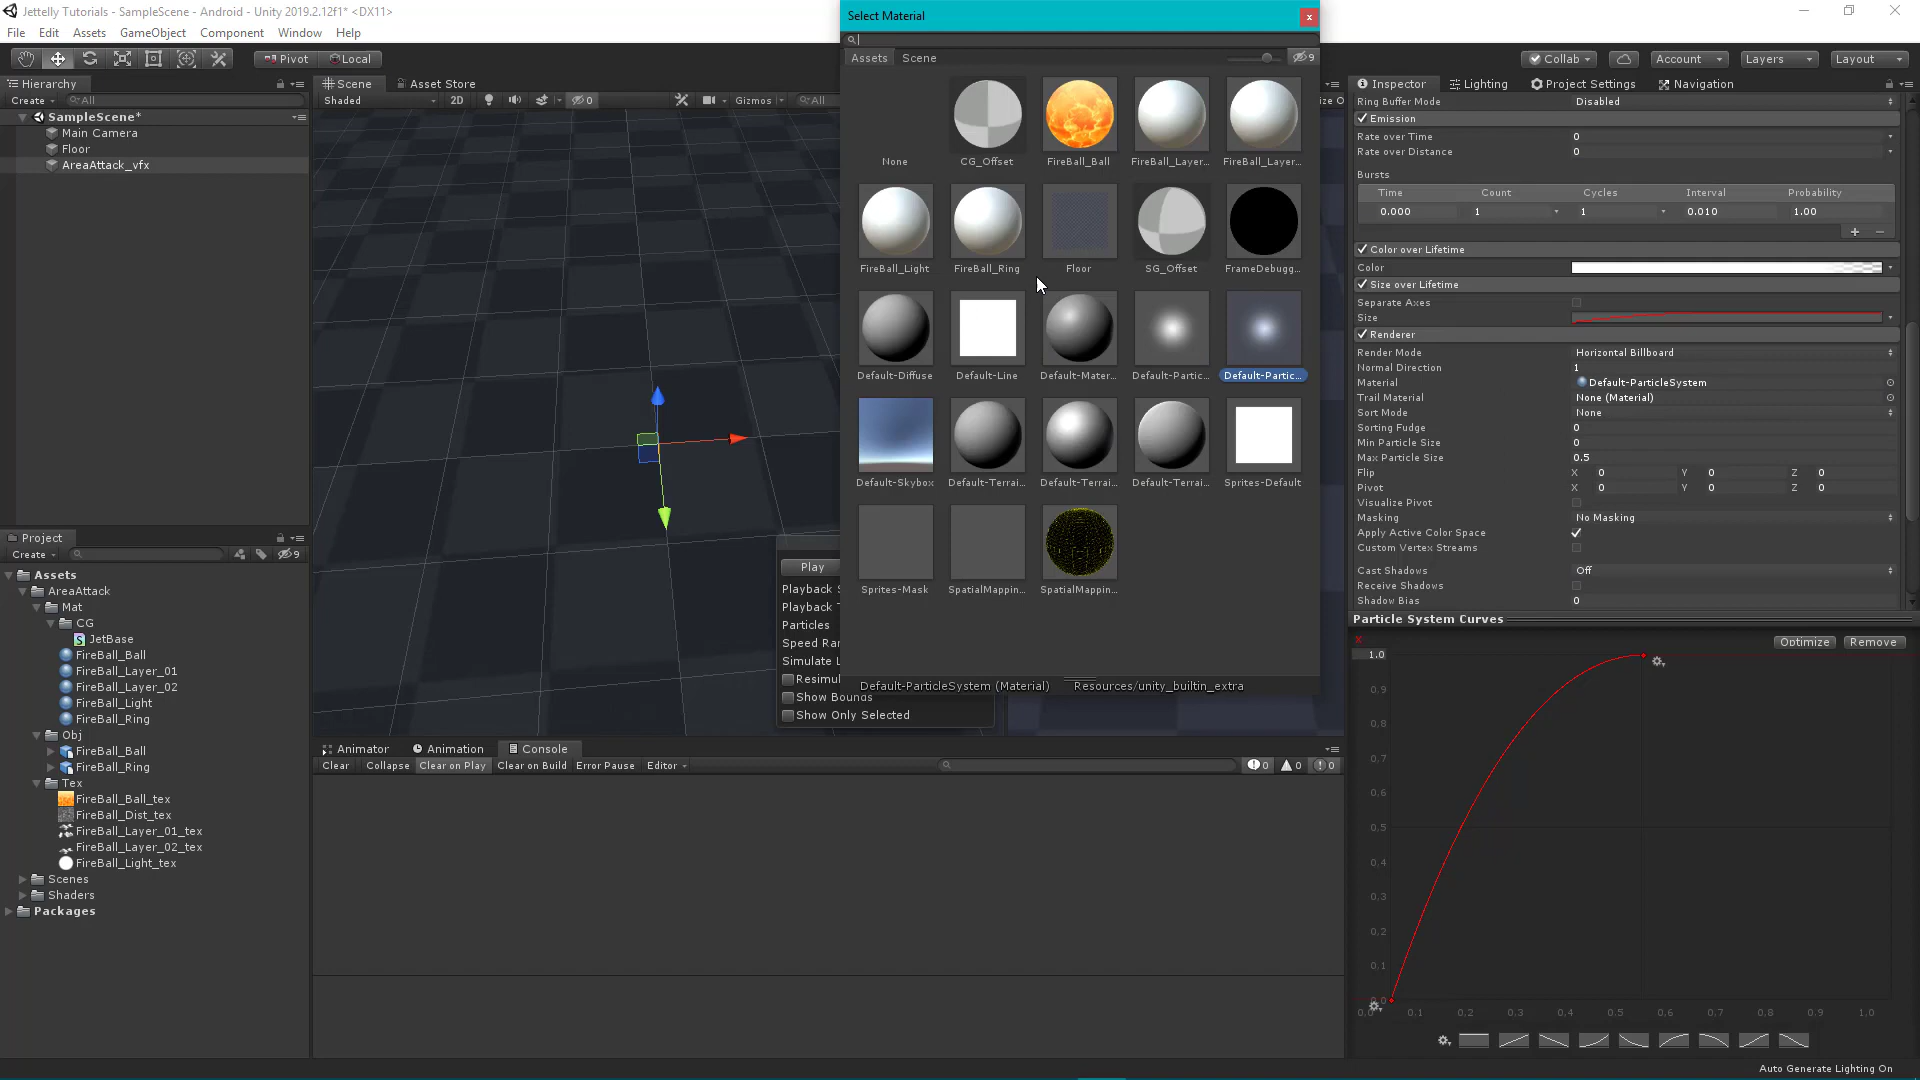 Jettelly Tutorials - SampleScene - Android - Unity 2019.2.12f1* <DX11>
File Edit Assets GameObject Component Window Help
Pivot Local
Collab Account Layers Layout
Hierarchy
Create All
SampleScene*
Main Camera
Floor
AreaAttack_vfx
Scene Asset Store
Shaded 2D 0 Gizmos All
Select Material
Assets Scene 9
None CG_Offset FireBall_Ball FireBall_Layer... FireBall_Layer...
FireBall_Light FireBall_Ring Floor SG_Offset FrameDebugg...
Default-Diffuse Default-Line Default-Mater... Default-Partic... Default-Partic...
Default-Skybox Default-Terrai... Default-Terrai... Default-Terrai... Sprites-Default
Sprites-Mask SpatialMappin... SpatialMappin...
Default-ParticleSystem (Material) Resources/unity_builtin_extra
Play
Playback S
Playback T
Particles
Speed Ran
Simulate L
Resimul
Show Bounds
Show Only Selected
Inspector Lighting Project Settings Navigation
Ring Buffer Mode Disabled
Emission
Rate over Time 0
Rate over Distance 0
Bursts
Time Count Cycles Interval Probability
0.000 1 1 0.010 1.00
Color over Lifetime
Color
Size over Lifetime
Separate Axes
Size
Renderer
Render Mode Horizontal Billboard
Normal Direction 1
Material Default-ParticleSystem
Trail Material None (Material)
Sort Mode None
Sorting Fudge 0
Min Particle Size 0
Max Particle Size 0.5
Flip X 0 Y 0 Z 0
Pivot X 0 Y 0 Z 0
Visualize Pivot
Masking No Masking
Apply Active Color Space
Custom Vertex Streams
Cast Shadows Off
Receive Shadows
Shadow Bias 0
Particle System Curves
Optimize Remove
1.0
0.9
0.8
0.7
0.6
0.5
0.4
0.3
0.2
0.1
0.0
0.0 0.1 0.2 0.3 0.4 0.5 0.6 0.7 0.8 0.9 1.0
Project
Create 9
Assets
AreaAttack
Mat
CG
JetBase
FireBall_Ball
FireBall_Layer_01
FireBall_Layer_02
FireBall_Light
FireBall_Ring
Obj
FireBall_Ball
FireBall_Ring
Tex
FireBall_Ball_tex
FireBall_Dist_tex
FireBall_Layer_01_tex
FireBall_Layer_02_tex
FireBall_Light_tex
Scenes
Shaders
Packages
Animator Animation Console
Clear Collapse Clear on Play Clear on Build Error Pause Editor 0 0 0
Auto Generate Lighting On